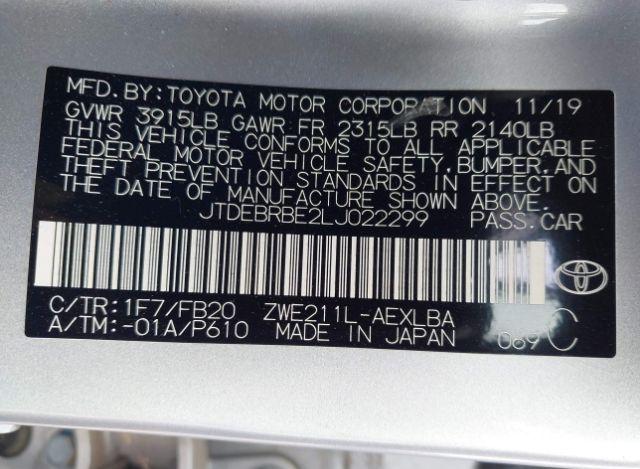 MFD. BY: TOYOTA MOTOR CORPORATION 11/19
GVWR 3915LB GAWR FR 2315LB RR 2140LB
THIS VEHICLE CONFORMS TO ALL APPLICABLE
FEDERAL MOTOR VEHICLE SAFETY, BUMPER, AND
THEFT PREVENTION STANDARDS IN EFFECT ON
THE DATE OF MANUFACTURE SHOWN ABOVE.
JTDEBRBE2LJ022299 PASS. CAR
C/TR: 1F7/FB20 ZWE211L-AEXLBA
A/TM: -01A/P610 MADE IN JAPAN 089 C